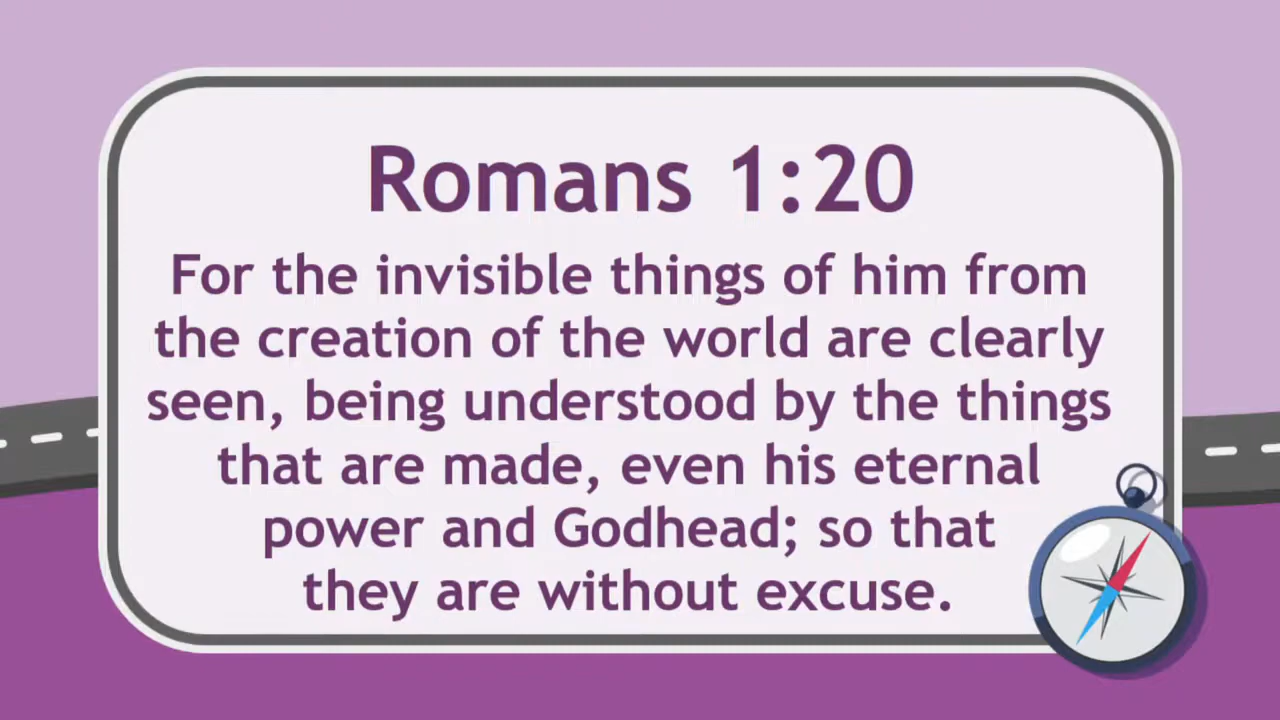 Romans 1:20
For the invisible things of him from
the creation of the world are clearly
seen, being understood by the things
that are made, even his eternal
power and Godhead; so that
they are without excuse.